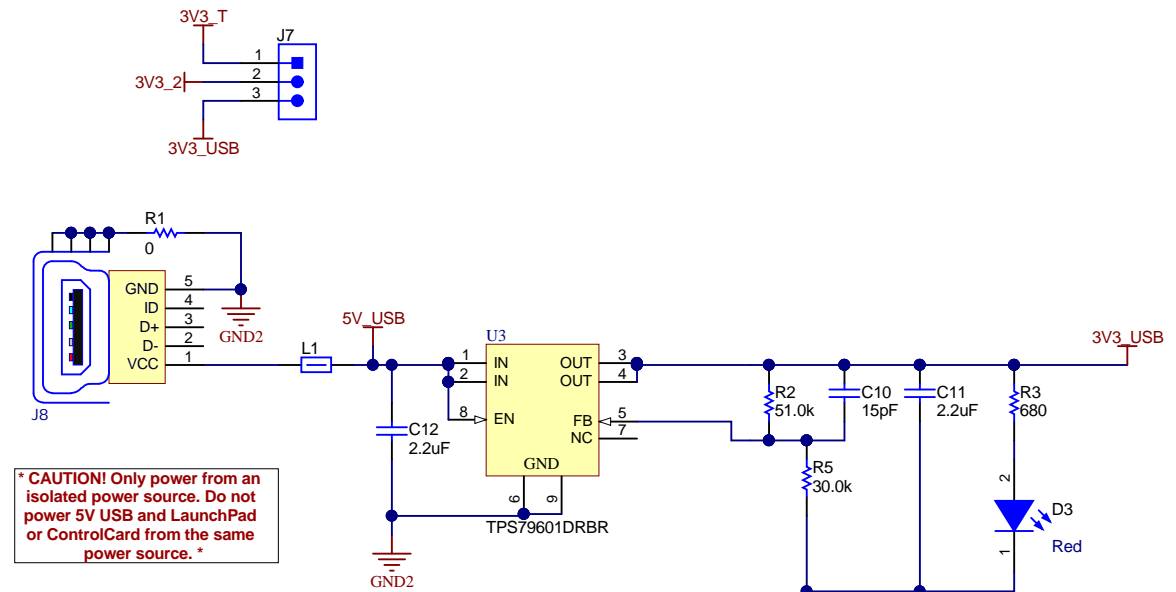 3V3_T
J7
1
3V3_2
2
3
3V3_USB
R1
0
GND 5
ID 4
D+ 3
D- 2
VCC 1
J8
GND2
L1
5V_USB
C12
2.2uF
U3
1 IN OUT 3
2 IN OUT 4
8 EN FB 5
NC 7
GND
6 9
TPS79601DRBR
GND2
R2
51.0k
C10
15pF
C11
2.2uF
R3
680
3V3_USB
R5
30.0k
2
D3
1
Red
* CAUTION! Only power from an
isolated power source. Do not
power 5V USB and LaunchPad
or ControlCard from the same
power source. *